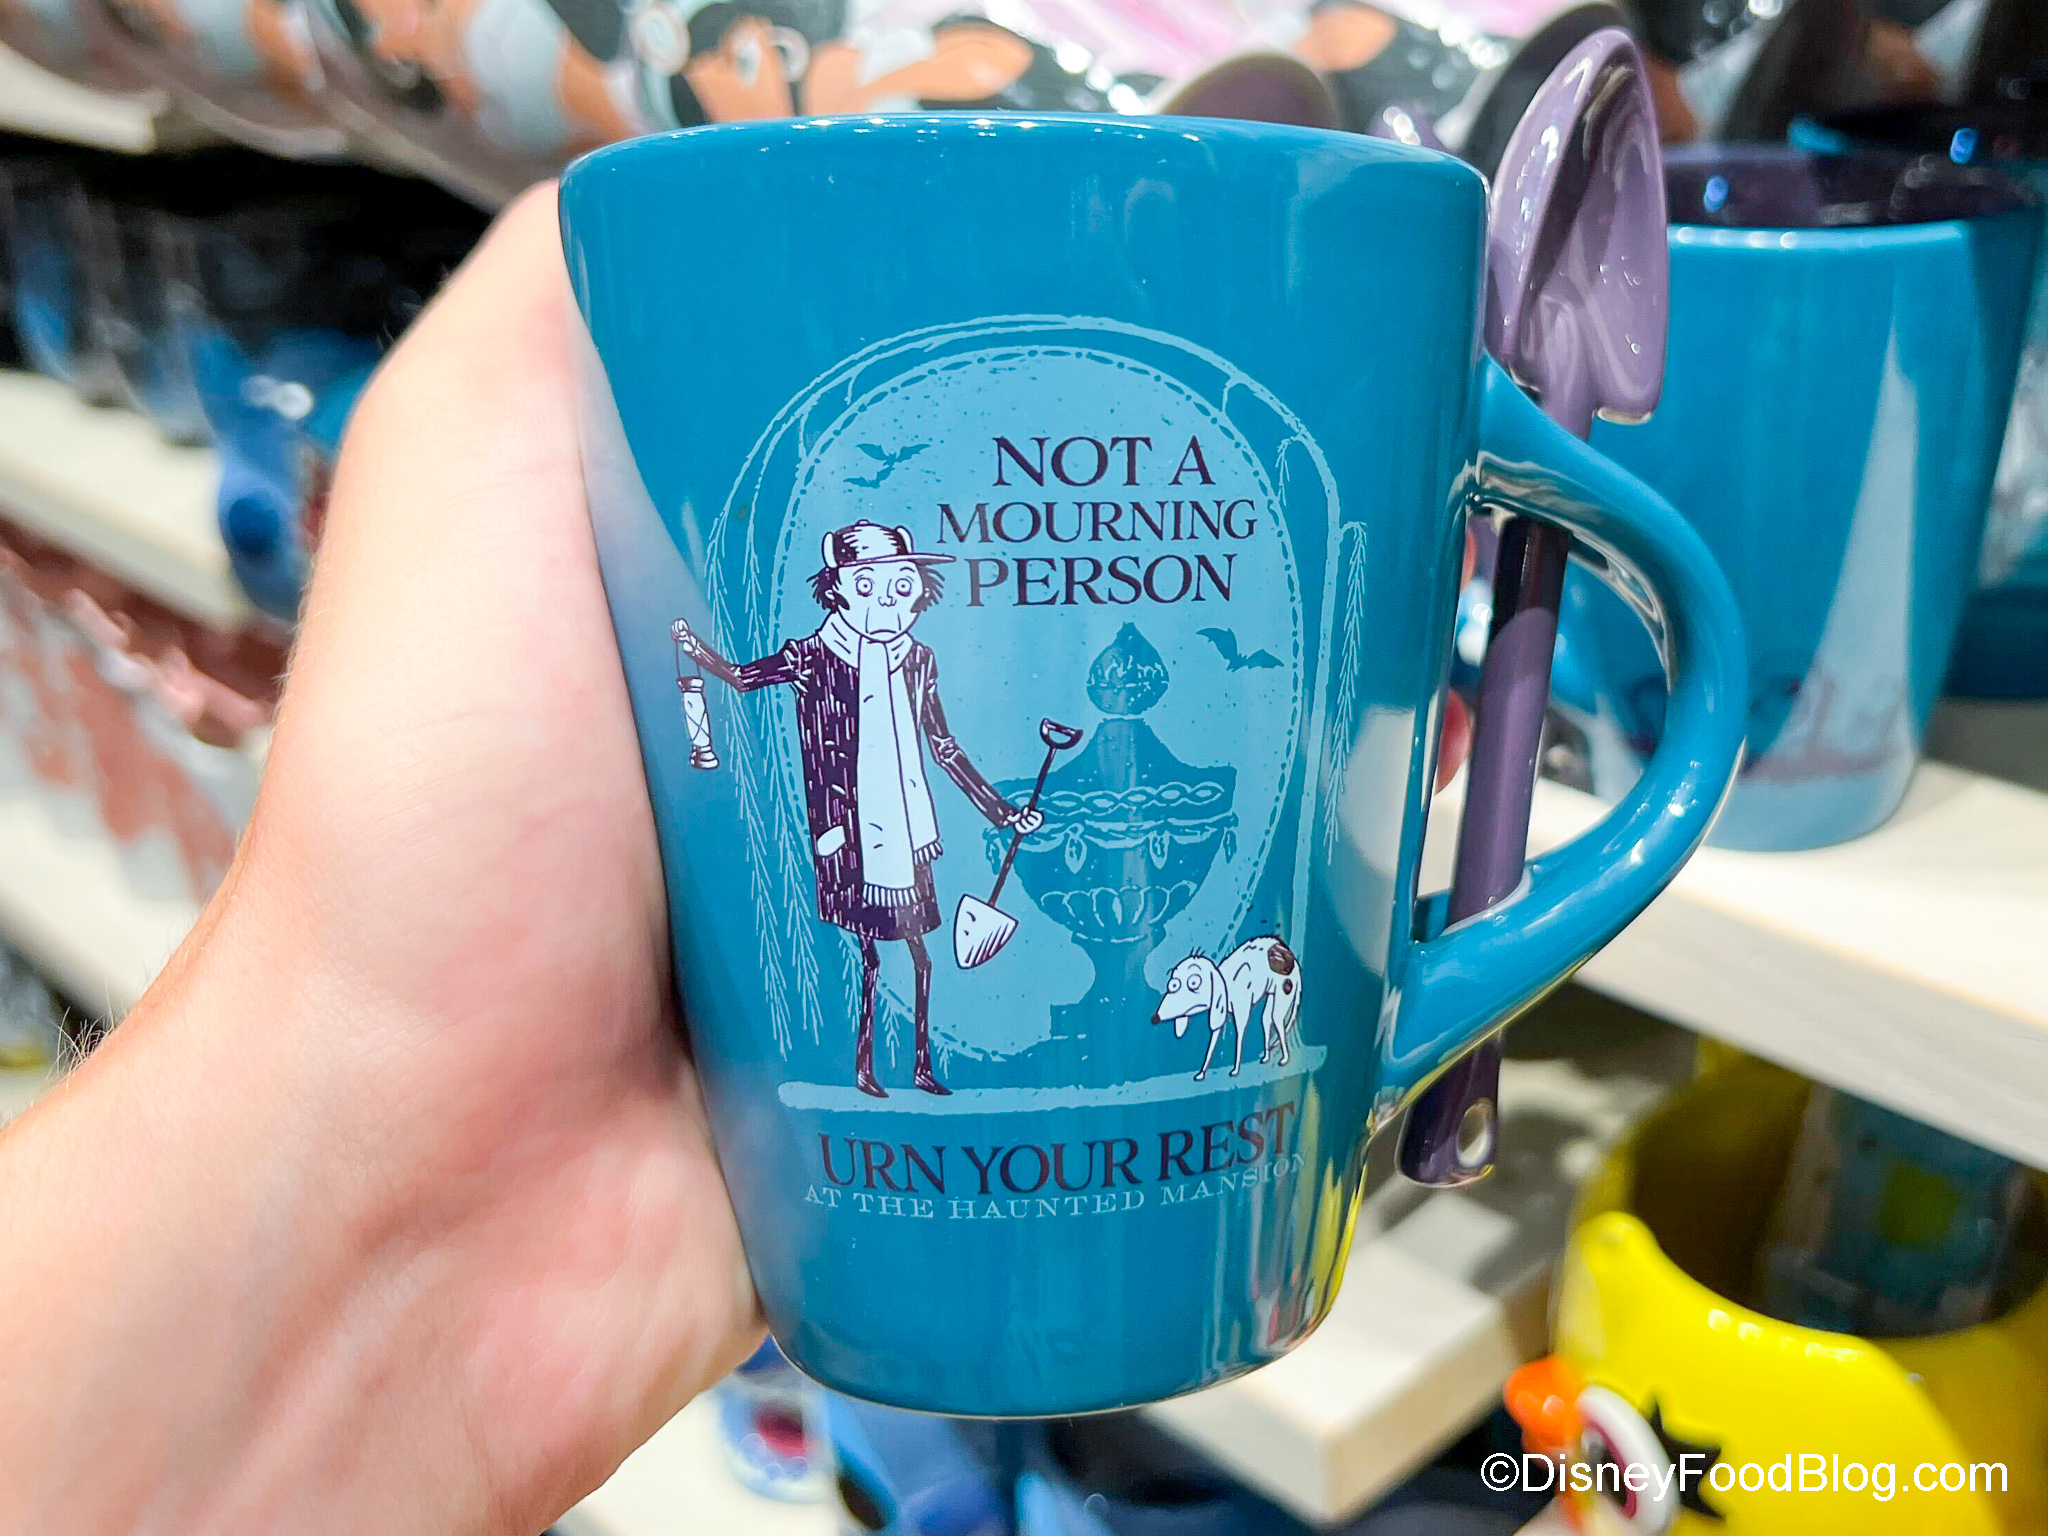 NOT A
MOURNING
PERSON
URN YOUR REST
AT THE HAUNTED MANSION
©DisneyFoodBlog.com